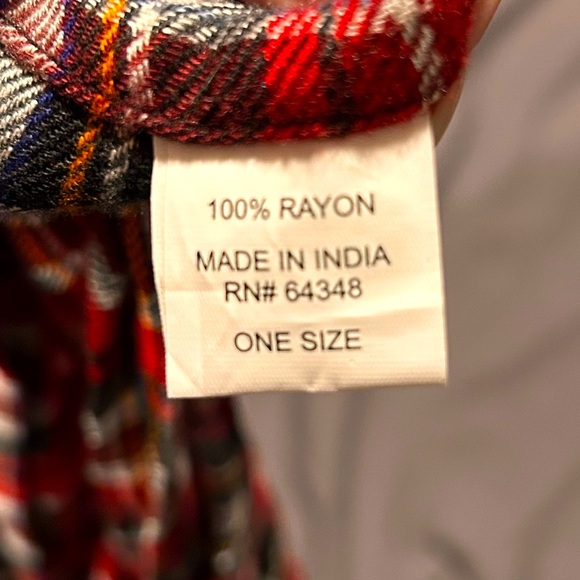 100% RAYON
MADE IN INDIA
RN# 64348
ONE SIZE